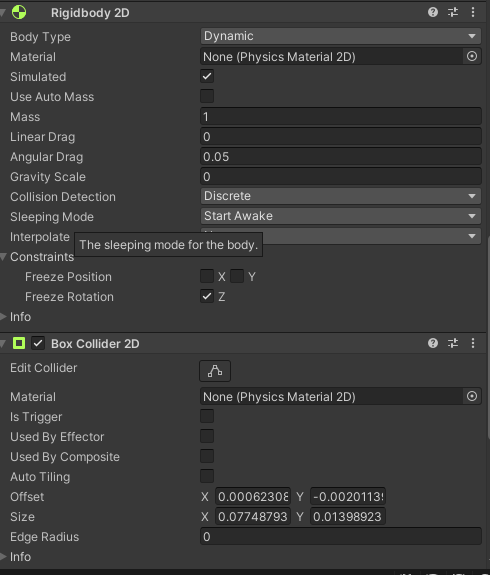 Rigidbody 2D
Body Type Dynamic
Material None (Physics Material 2D)
Simulated
Use Auto Mass
Mass 1
Linear Drag 0
Angular Drag 0.05
Gravity Scale 0
Collision Detection Discrete
Sleeping Mode Start Awake
Interpolate
The sleeping mode for the body.
Constraints
Freeze Position X Y
Freeze Rotation Z
Info
Box Collider 2D
Edit Collider
Material None (Physics Material 2D)
Is Trigger
Used By Effector
Used By Composite
Auto Tiling
Offset X 0.00062308 Y -0.0020113
Size X 0.07748793 Y 0.01398923
Edge Radius 0
Info